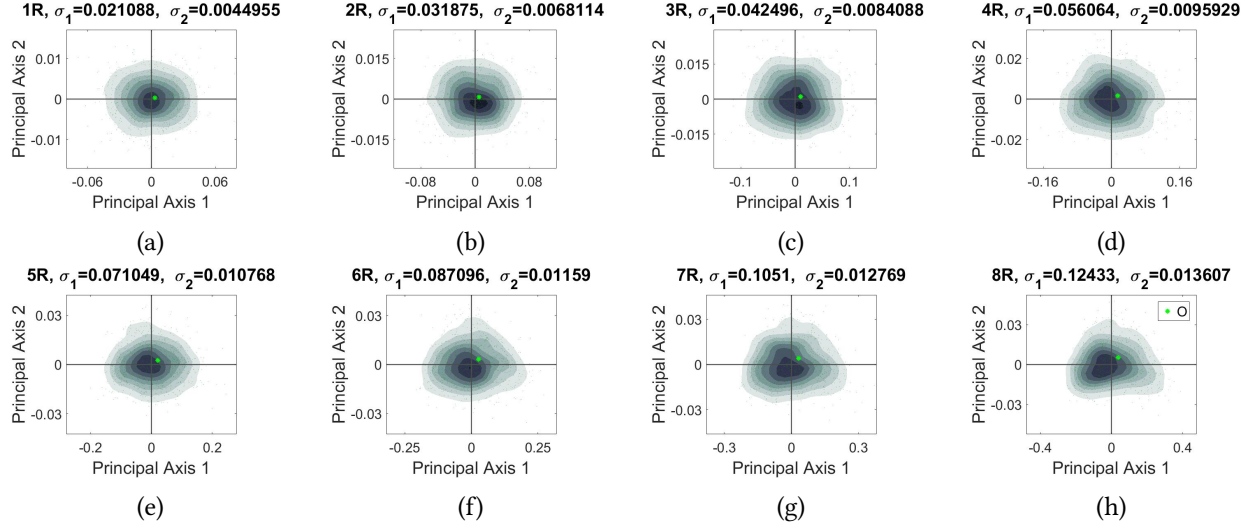 1R, σ1=0.021088, σ2=0.0044955
2R, σ1=0.031875, σ2=0.0068114
3R, σ1=0.042496, σ2=0.0084088
4R, σ1=0.056064, σ2=0.0095929
Principal Axis 2
0.01
0
-0.01
-0.06
0
0.06
Principal Axis 1
Principal Axis 2
0.015
0
-0.015
-0.08
0
0.08
Principal Axis 1
Principal Axis 2
0.015
0
-0.015
-0.1
0
0.1
Principal Axis 1
Principal Axis 2
0.02
0
-0.02
-0.16
0
0.16
Principal Axis 1
(a)
(b)
(c)
(d)
5R, σ1=0.071049, σ2=0.010768
6R, σ1=0.087096, σ2=0.01159
7R, σ1=0.1051, σ2=0.012769
8R, σ1=0.12433, σ2=0.013607
Principal Axis 2
0.03
0
-0.03
-0.2
0
0.2
Principal Axis 1
Principal Axis 2
0.03
0
-0.03
-0.25
0
0.25
Principal Axis 1
Principal Axis 2
0.03
0
-0.03
-0.3
0
0.3
Principal Axis 1
Principal Axis 2
0.03
0
-0.03
-0.4
0
0.4
Principal Axis 1
O
(e)
(f)
(g)
(h)